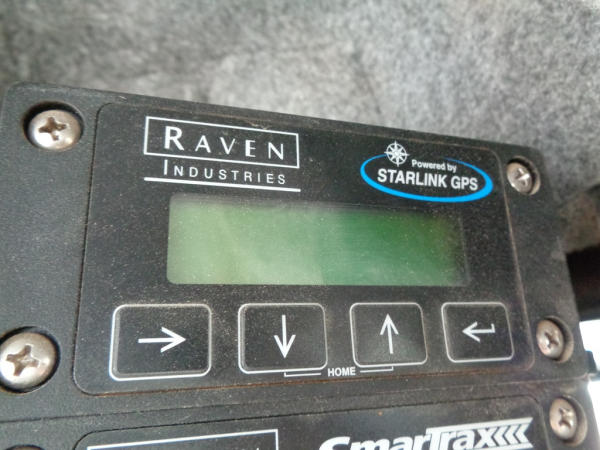 RAVEN
INDUSTRIES
Powered by
STARLINK GPS
HOME
SmarTrax